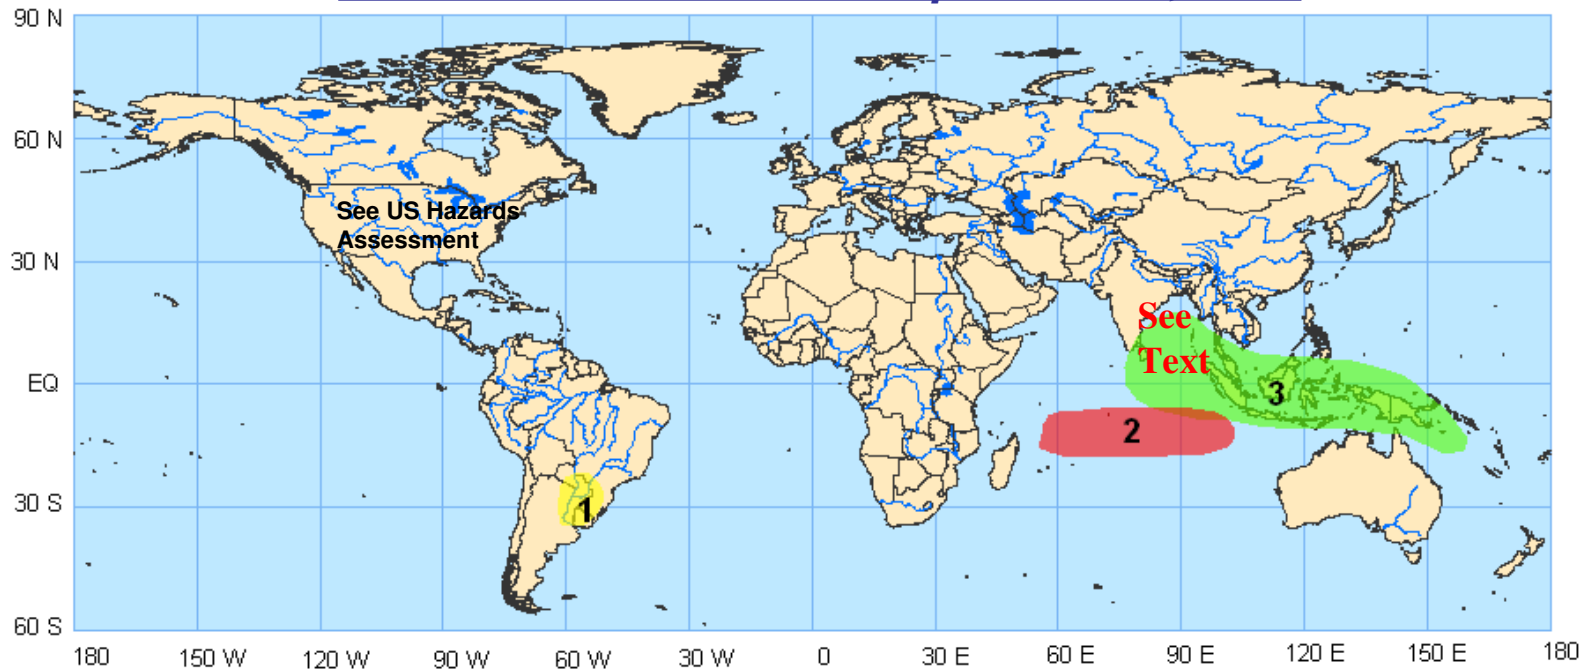 90 N
60 N
See US Hazards
Assessment
30 N
See
Text
EQ
3
2
1
30 S
60 S
180 150 W 120 W 90 W 60 W 30 W 0 30 E 60 E 90 E 120 E 150 E 180